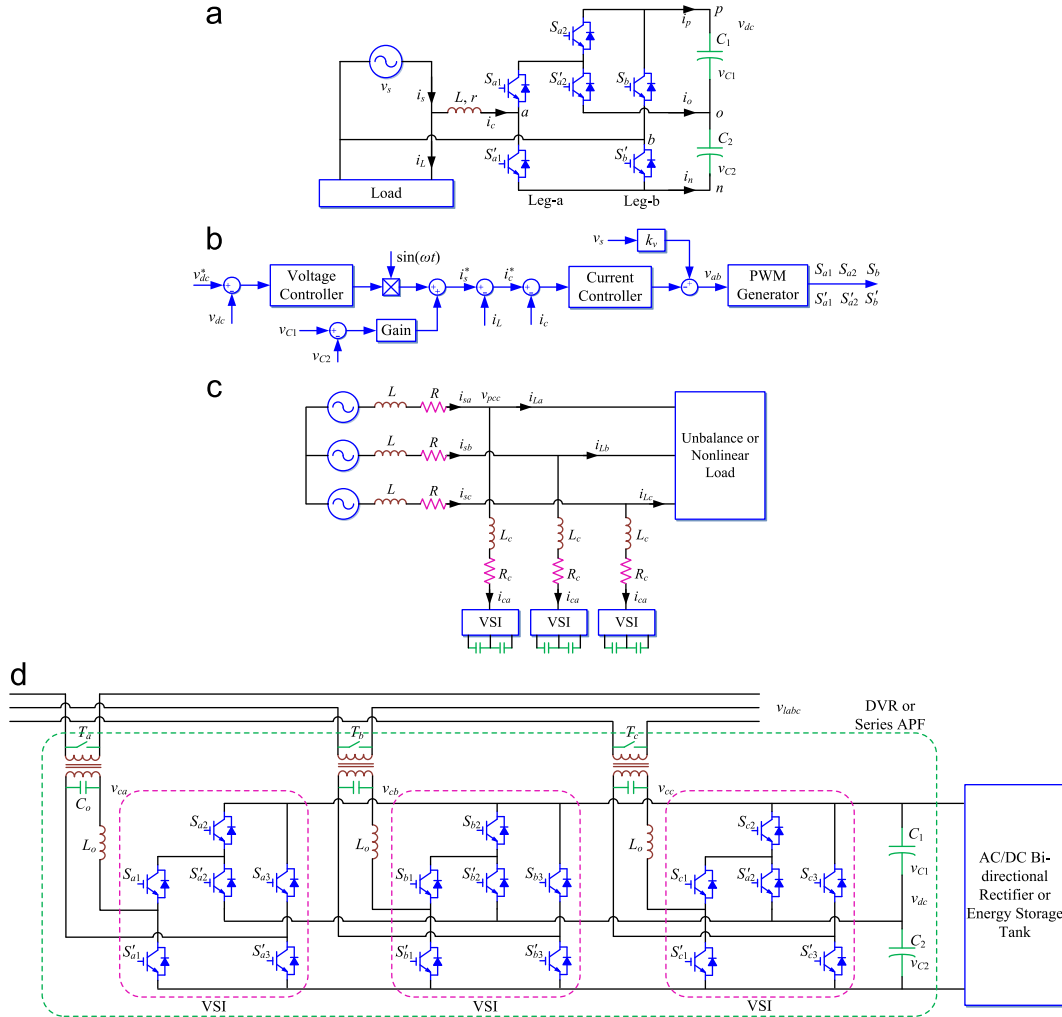 a
p
i_p
v_dc
S_a2
C_1
v_s
S_a1
S′_a2
S_b
v_C1
i_s
L, r
i_o
i_c
a
o
b
C_2
i_L
S′_a1
S′_b
v_C2
i_n
Load
Leg-a
Leg-b
n
b
v_s
k_v
sin(ωt)
v*_dc
Voltage
Controller
i*_s
i*_c
Current
Controller
v_ab
PWM
Generator
S_a1 S_a2 S_b
S′_a1 S′_a2 S′_b
v_dc
v_C1
Gain
i_L
i_c
v_C2
c
L
R
i_sa
v_pcc
i_La
L
R
i_sb
i_Lb
Unbalance or
Nonlinear
Load
L
R
i_sc
i_Lc
L_c
L_c
L_c
R_c
R_c
R_c
i_ca
i_ca
i_ca
VSI
VSI
VSI
d
v_labc
DVR or
Series APF
T_a
T_b
T_c
v_ca
v_cb
v_cc
C_o
S_a2
S_b2
S_c2
C_1
L_o
L_o
L_o
S_a1
S′_a2
S_a3
S_b1
S′_b2
S_b3
S_c1
S′_a2
S_c3
v_C1
v_dc
AC/DC Bi-
directional
Rectifier or
Energy Storage
Tank
C_2
S′_a1
S′_a3
S′_b1
S′_b3
S′_c1
S′_c3
v_C2
VSI
VSI
VSI